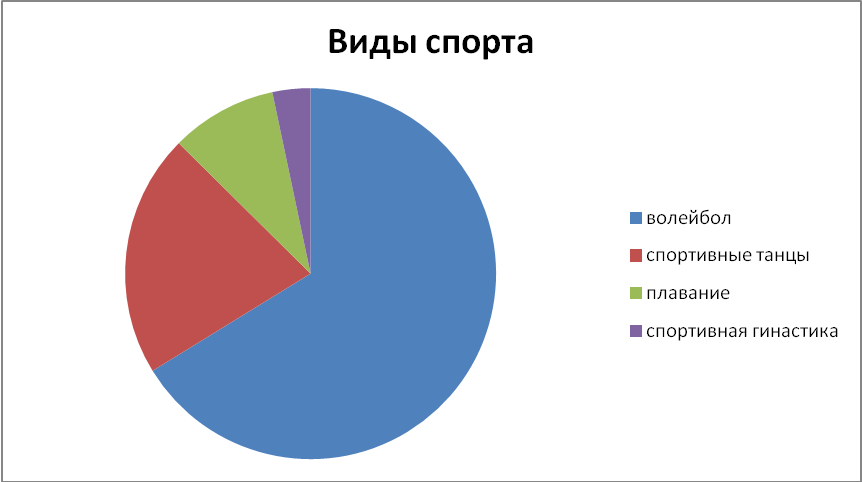 Виды спорта
волейбол
спортивные танцы
плавание
спортивная гинастика